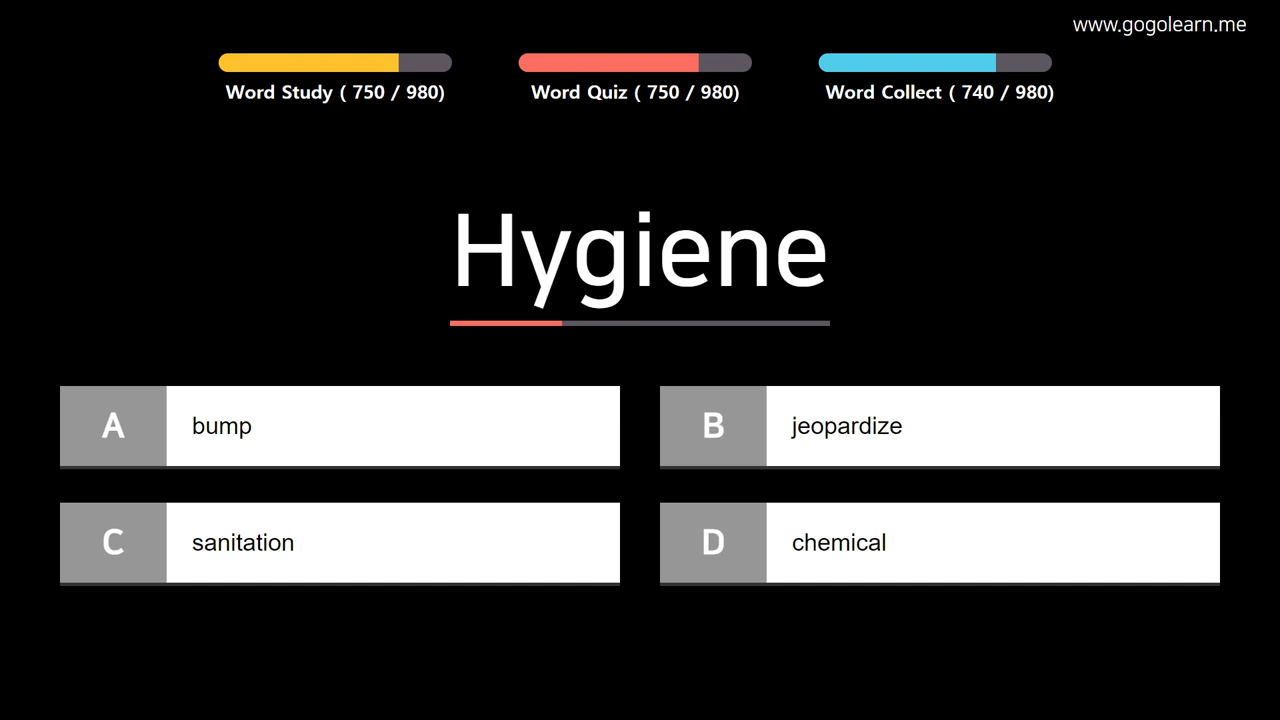 www.gogolearn.me
Word Study ( 750 / 980)
Word Quiz ( 750 / 980)
Word Collect ( 740 / 980)
Hygiene
A bump
B jeopardize
C sanitation
D chemical